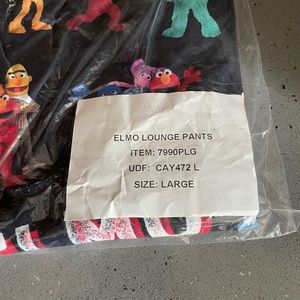 ELMO LOUNGE PANTS
ITEM: 7990PLG
UDF: CAY472 L
SIZE: LARGE